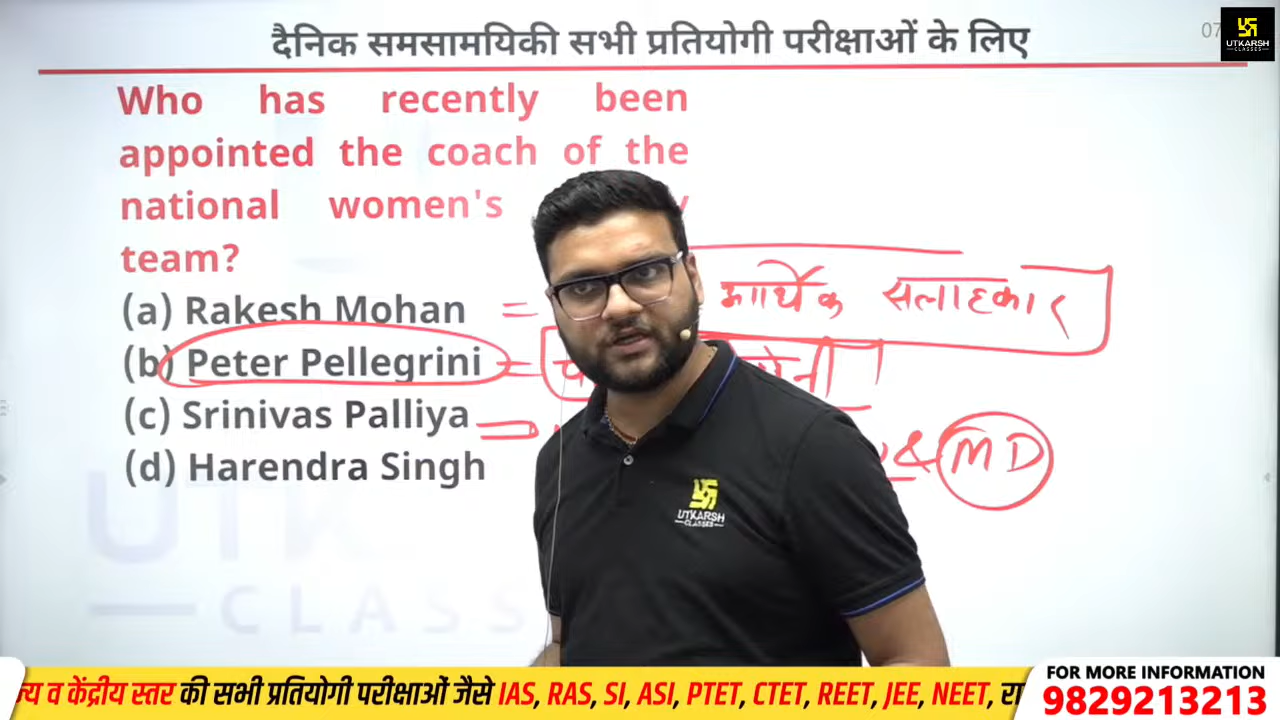 दैनिक समसामयिकी सभी प्रतियोगी परीक्षाओं के लिए
07
UTKARSH
CLASSES
Who has recently been
appointed the coach of the
national women's
team?
(a) Rakesh Mohan = आर्थिक सलाहकार
(b) Peter Pellegrini =
(c) Srinivas Palliya & MD
(d) Harendra Singh
UTKARSH
CLASSES
UTK
CLASS
व केंद्रीय स्तर की सभी प्रतियोगी परीक्षाओं जैसे IAS, RAS, SI, ASI, PTET, CTET, REET, JEE, NEET,
FOR MORE INFORMATION
9829213213